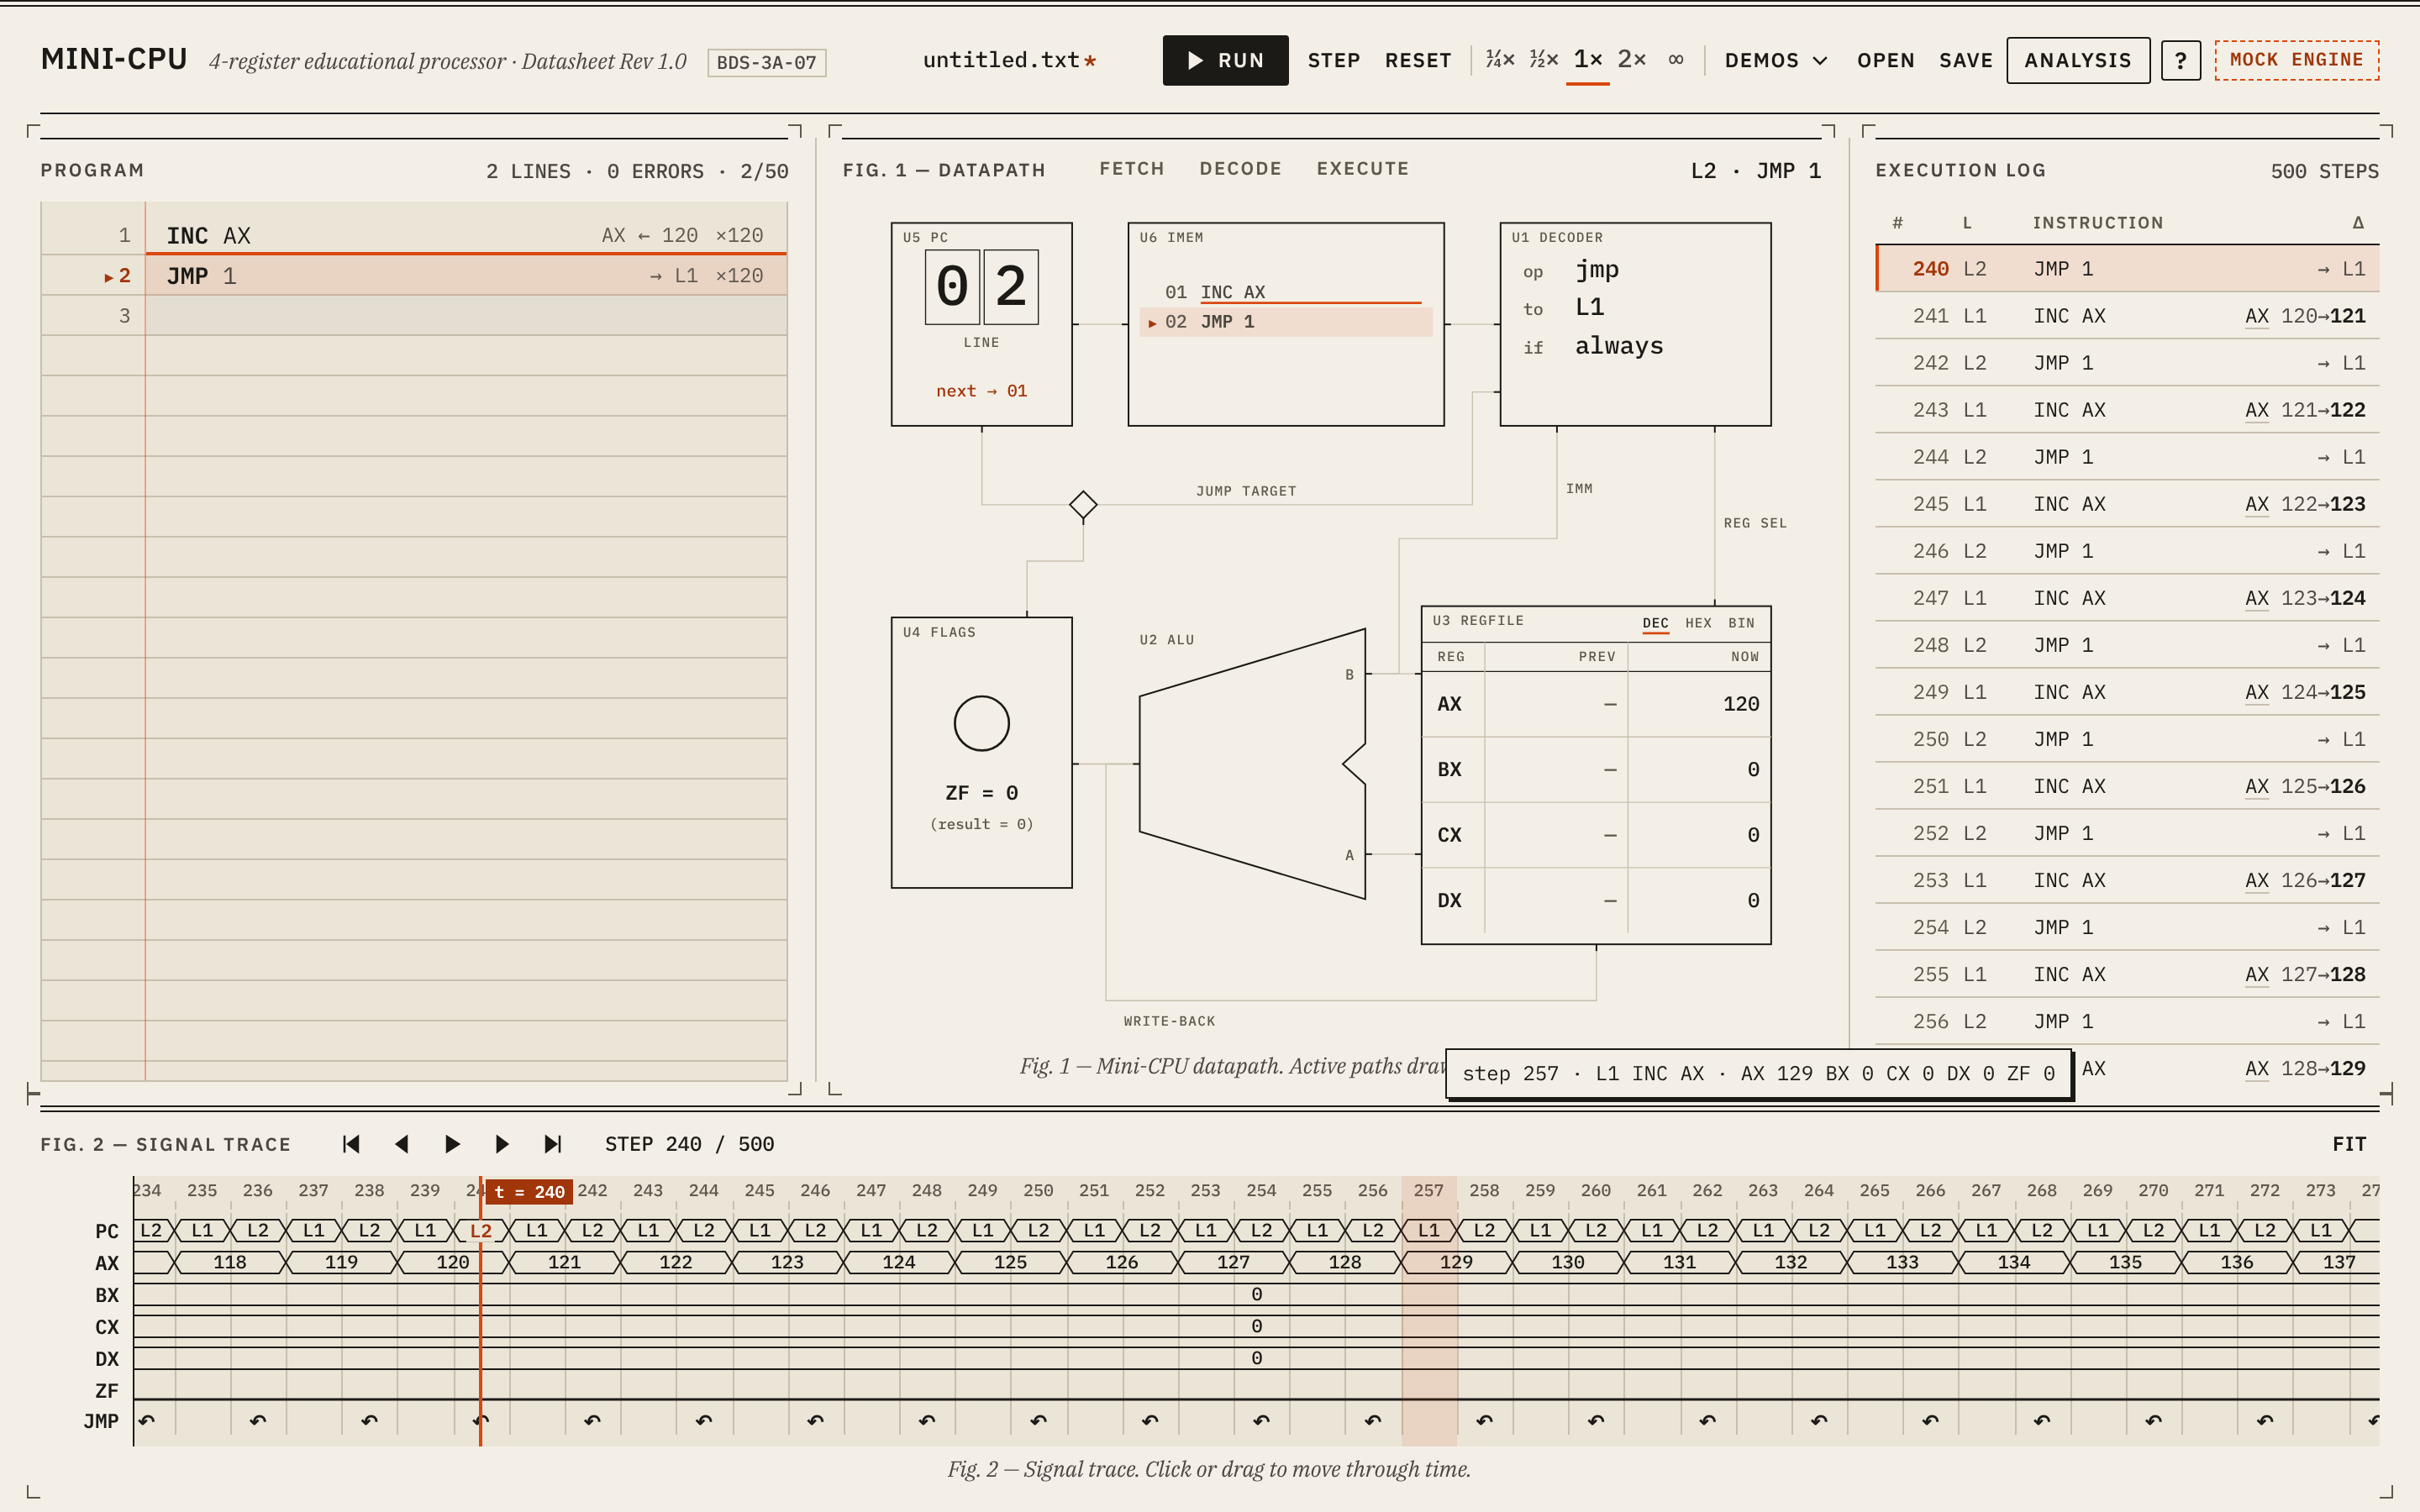 MINI-CPU 4-register educational processor · Datasheet Rev 1.0 BDS-3A-07 untitled.txt* RUN STEP RESET ¼× ½× 1× 2× ∞ DEMOS OPEN SAVE ANALYSIS ? MOCK ENGINE
PROGRAM 2 LINES · 0 ERRORS · 2/50
1 INC AX AX ← 120 ×120
▸2 JMP 1 → L1 ×120
3
FIG. 1 — DATAPATH FETCH DECODE EXECUTE L2 · JMP 1
U5 PC
02
LINE
next → 01
U6 IMEM
01 INC AX
▸ 02 JMP 1
U1 DECODER
op jmp
to L1
if always
JUMP TARGET
IMM
REG SEL
U4 FLAGS
ZF = 0
(result = 0)
U2 ALU
B
A
U3 REGFILE DEC HEX BIN
REG PREV NOW
AX — 120
BX — 0
CX — 0
DX — 0
WRITE-BACK
Fig. 1 — Mini-CPU datapath. Active paths
EXECUTION LOG 500 STEPS
# L INSTRUCTION Δ
240 L2 JMP 1 → L1
241 L1 INC AX AX 120→121
242 L2 JMP 1 → L1
243 L1 INC AX AX 121→122
244 L2 JMP 1 → L1
245 L1 INC AX AX 122→123
246 L2 JMP 1 → L1
247 L1 INC AX AX 123→124
248 L2 JMP 1 → L1
249 L1 INC AX AX 124→125
250 L2 JMP 1 → L1
251 L1 INC AX AX 125→126
252 L2 JMP 1 → L1
253 L1 INC AX AX 126→127
254 L2 JMP 1 → L1
255 L1 INC AX AX 127→128
256 L2 JMP 1 → L1
AX AX 128→129
step 257 · L1 INC AX · AX 129 BX 0 CX 0 DX 0 ZF 0
FIG. 2 — SIGNAL TRACE STEP 240 / 500 FIT
234 235 236 237 238 239 t = 240 242 243 244 245 246 247 248 249 250 251 252 253 254 255 256 257 258 259 260 261 262 263 264 265 266 267 268 269 270 271 272 273
PC L2 L1 L2 L1 L2 L1 L2 L1 L2 L1 L2 L1 L2 L1 L2 L1 L2 L1 L2 L1 L2 L1 L2 L1 L2 L1 L2 L1 L2 L1 L2 L1 L2 L1 L2 L1 L2 L1 L2 L1
AX 118 119 120 121 122 123 124 125 126 127 128 129 130 131 132 133 134 135 136 137
BX 0
CX 0
DX 0
ZF
JMP ↶ ↶ ↶ ↶ ↶ ↶ ↶ ↶ ↶ ↶ ↶ ↶ ↶ ↶ ↶ ↶ ↶ ↶ ↶ ↶ ↶
Fig. 2 — Signal trace. Click or drag to move through time.